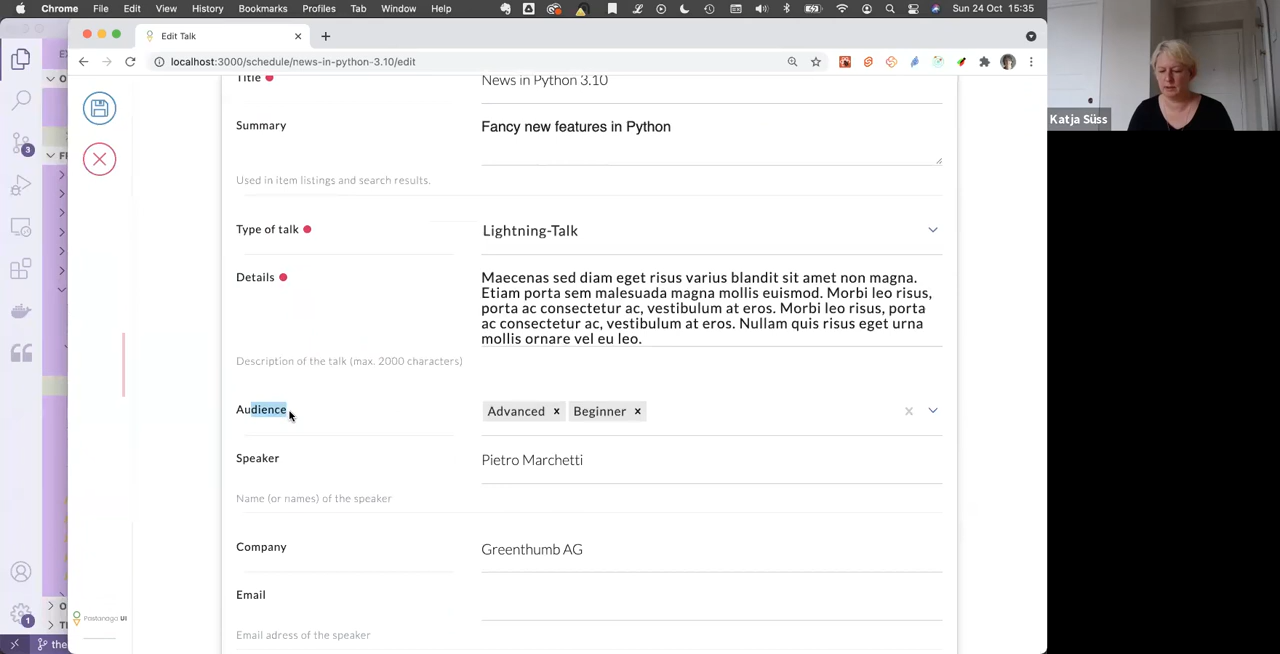 Chrome File Edit View History Bookmarks Profiles Tab Window Help Sun 24 Oct 15:35
Edit Talk
localhost:3000/schedule/news-in-python-3.10/edit
Title News in Python 3.10
Summary Fancy new features in Python
Used in item listings and search results.
Type of talk Lightning-Talk
Details Maecenas sed diam eget risus varius blandit sit amet non magna.
Etiam porta sem malesuada magna mollis euismod. Morbi leo risus,
porta ac consectetur ac, vestibulum at eros. Morbi leo risus, porta
ac consectetur ac, vestibulum at eros. Nullam quis risus eget urna
mollis ornare vel eu leo.
Description of the talk (max. 2000 characters)
Audience Advanced Beginner
Speaker Pietro Marchetti
Name (or names) of the speaker
Company Greenthumb AG
Email
Email adress of the speaker
Pastanaga UI
3
1
the
Katja Süss